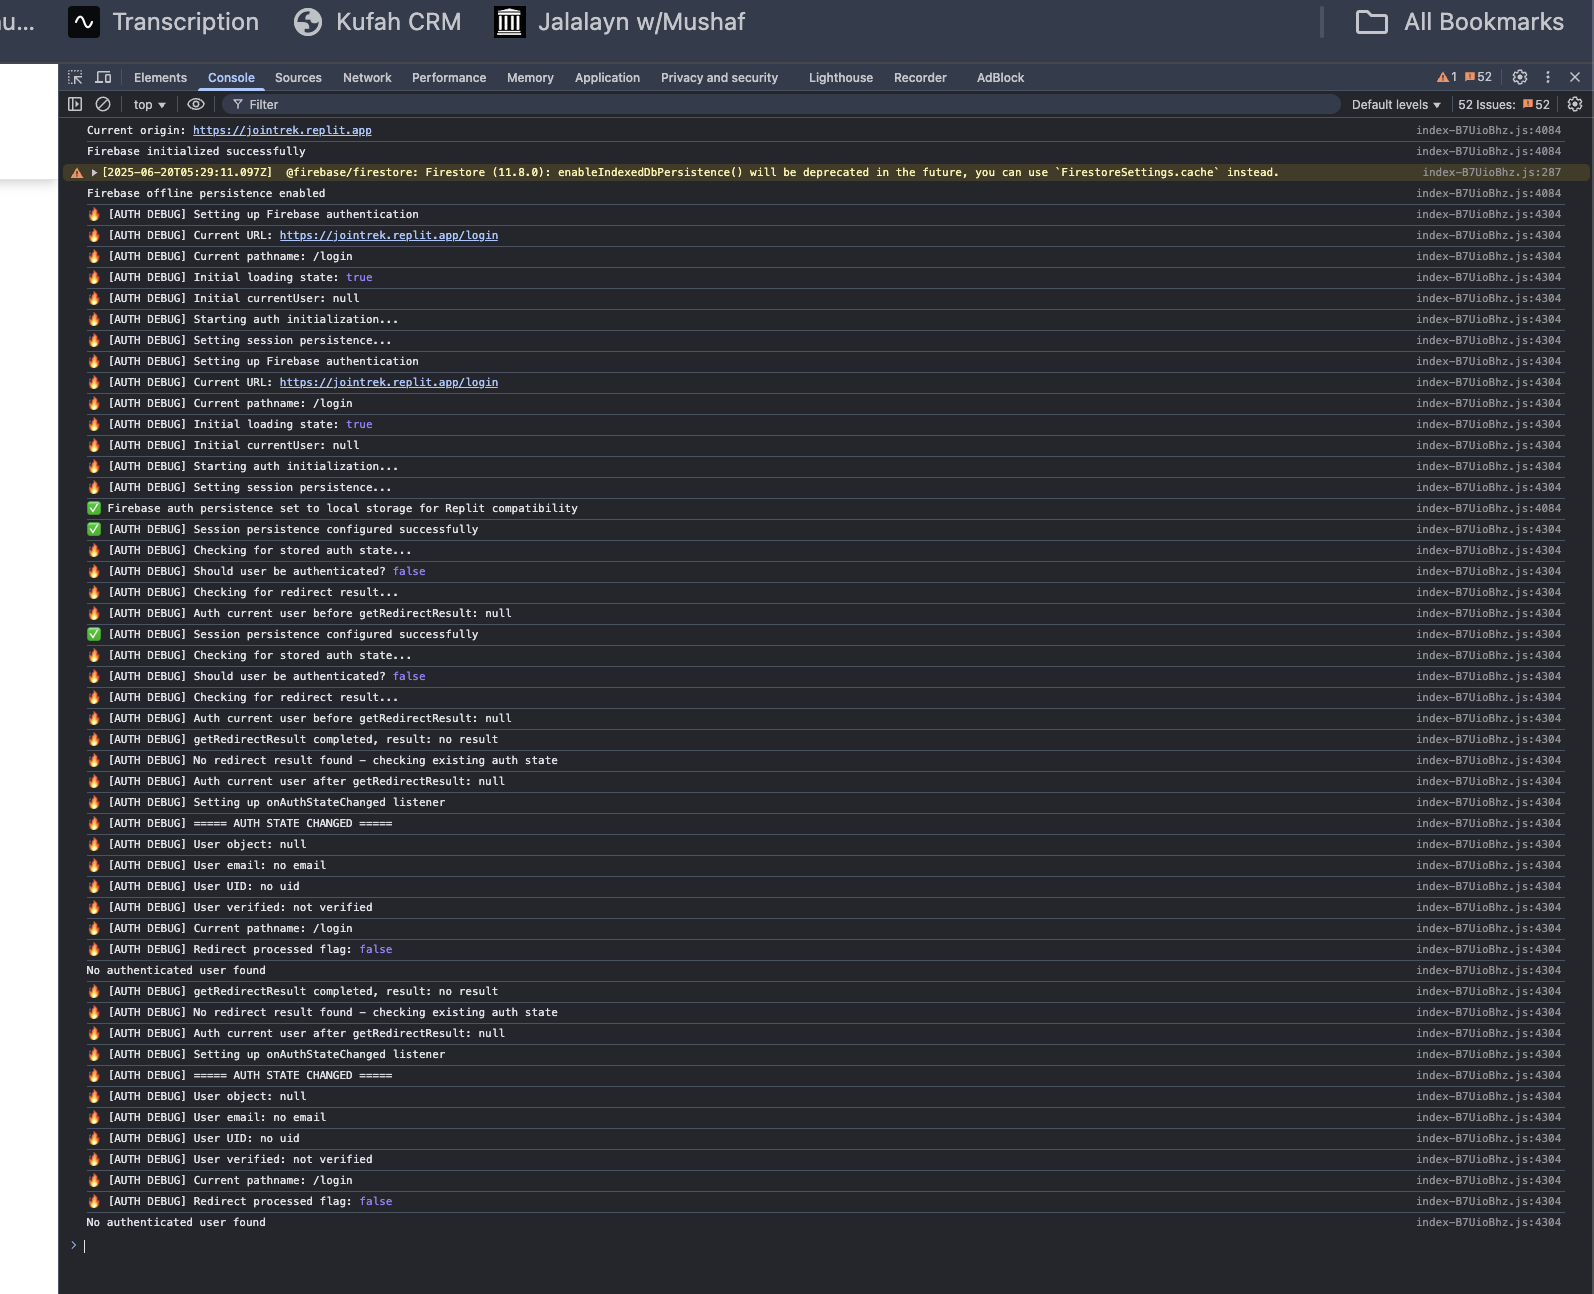 u...
Transcription
Kufah CRM
Jalalayn w/Mushaf
All Bookmarks
Elements Console Sources Network Performance Memory Application Privacy and security Lighthouse Recorder AdBlock 1 52
top Filter Default levels 52 Issues: 52
Current origin: https://jointrek.replit.app index-B7UioBhz.js:4084
Firebase initialized successfully index-B7UioBhz.js:4084
[2025-06-20T05:29:11.097Z] @firebase/firestore: Firestore (11.8.0): enableIndexedDbPersistence() will be deprecated in the future, you can use `FirestoreSettings.cache` instead. index-B7UioBhz.js:287
Firebase offline persistence enabled index-B7UioBhz.js:4084
🔥 [AUTH DEBUG] Setting up Firebase authentication index-B7UioBhz.js:4304
🔥 [AUTH DEBUG] Current URL: https://jointrek.replit.app/login index-B7UioBhz.js:4304
🔥 [AUTH DEBUG] Current pathname: /login index-B7UioBhz.js:4304
🔥 [AUTH DEBUG] Initial loading state: true index-B7UioBhz.js:4304
🔥 [AUTH DEBUG] Initial currentUser: null index-B7UioBhz.js:4304
🔥 [AUTH DEBUG] Starting auth initialization... index-B7UioBhz.js:4304
🔥 [AUTH DEBUG] Setting session persistence... index-B7UioBhz.js:4304
🔥 [AUTH DEBUG] Setting up Firebase authentication index-B7UioBhz.js:4304
🔥 [AUTH DEBUG] Current URL: https://jointrek.replit.app/login index-B7UioBhz.js:4304
🔥 [AUTH DEBUG] Current pathname: /login index-B7UioBhz.js:4304
🔥 [AUTH DEBUG] Initial loading state: true index-B7UioBhz.js:4304
🔥 [AUTH DEBUG] Initial currentUser: null index-B7UioBhz.js:4304
🔥 [AUTH DEBUG] Starting auth initialization... index-B7UioBhz.js:4304
🔥 [AUTH DEBUG] Setting session persistence... index-B7UioBhz.js:4304
✅ Firebase auth persistence set to local storage for Replit compatibility index-B7UioBhz.js:4084
✅ [AUTH DEBUG] Session persistence configured successfully index-B7UioBhz.js:4304
🔥 [AUTH DEBUG] Checking for stored auth state... index-B7UioBhz.js:4304
🔥 [AUTH DEBUG] Should user be authenticated? false index-B7UioBhz.js:4304
🔥 [AUTH DEBUG] Checking for redirect result... index-B7UioBhz.js:4304
🔥 [AUTH DEBUG] Auth current user before getRedirectResult: null index-B7UioBhz.js:4304
✅ [AUTH DEBUG] Session persistence configured successfully index-B7UioBhz.js:4304
🔥 [AUTH DEBUG] Checking for stored auth state... index-B7UioBhz.js:4304
🔥 [AUTH DEBUG] Should user be authenticated? false index-B7UioBhz.js:4304
🔥 [AUTH DEBUG] Checking for redirect result... index-B7UioBhz.js:4304
🔥 [AUTH DEBUG] Auth current user before getRedirectResult: null index-B7UioBhz.js:4304
🔥 [AUTH DEBUG] getRedirectResult completed, result: no result index-B7UioBhz.js:4304
🔥 [AUTH DEBUG] No redirect result found – checking existing auth state index-B7UioBhz.js:4304
🔥 [AUTH DEBUG] Auth current user after getRedirectResult: null index-B7UioBhz.js:4304
🔥 [AUTH DEBUG] Setting up onAuthStateChanged listener index-B7UioBhz.js:4304
🔥 [AUTH DEBUG] ===== AUTH STATE CHANGED ===== index-B7UioBhz.js:4304
🔥 [AUTH DEBUG] User object: null index-B7UioBhz.js:4304
🔥 [AUTH DEBUG] User email: no email index-B7UioBhz.js:4304
🔥 [AUTH DEBUG] User UID: no uid index-B7UioBhz.js:4304
🔥 [AUTH DEBUG] User verified: not verified index-B7UioBhz.js:4304
🔥 [AUTH DEBUG] Current pathname: /login index-B7UioBhz.js:4304
🔥 [AUTH DEBUG] Redirect processed flag: false index-B7UioBhz.js:4304
No authenticated user found index-B7UioBhz.js:4304
🔥 [AUTH DEBUG] getRedirectResult completed, result: no result index-B7UioBhz.js:4304
🔥 [AUTH DEBUG] No redirect result found – checking existing auth state index-B7UioBhz.js:4304
🔥 [AUTH DEBUG] Auth current user after getRedirectResult: null index-B7UioBhz.js:4304
🔥 [AUTH DEBUG] Setting up onAuthStateChanged listener index-B7UioBhz.js:4304
🔥 [AUTH DEBUG] ===== AUTH STATE CHANGED ===== index-B7UioBhz.js:4304
🔥 [AUTH DEBUG] User object: null index-B7UioBhz.js:4304
🔥 [AUTH DEBUG] User email: no email index-B7UioBhz.js:4304
🔥 [AUTH DEBUG] User UID: no uid index-B7UioBhz.js:4304
🔥 [AUTH DEBUG] User verified: not verified index-B7UioBhz.js:4304
🔥 [AUTH DEBUG] Current pathname: /login index-B7UioBhz.js:4304
🔥 [AUTH DEBUG] Redirect processed flag: false index-B7UioBhz.js:4304
No authenticated user found index-B7UioBhz.js:4304